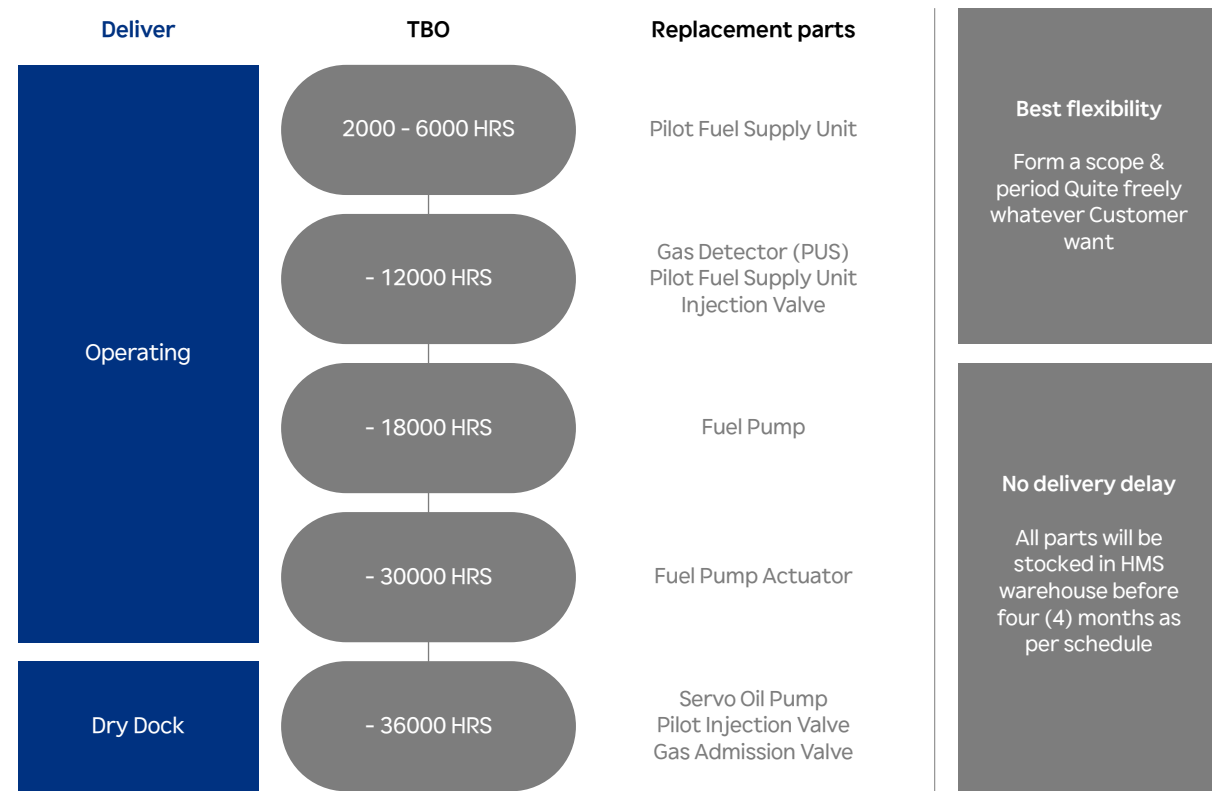 Deliver
TBO
Replacement parts
Operating
2000 - 6000 HRS
Pilot Fuel Supply Unit
- 12000 HRS
Gas Detector (PUS)
Pilot Fuel Supply Unit
Injection Valve
- 18000 HRS
Fuel Pump
- 30000 HRS
Fuel Pump Actuator
Dry Dock
- 36000 HRS
Servo Oil Pump
Pilot Injection Valve
Gas Admission Valve
Best flexibility
Form a scope &
period Quite freely
whatever Customer
want
No delivery delay
All parts will be
stocked in HMS
warehouse before
four (4) months as
per schedule